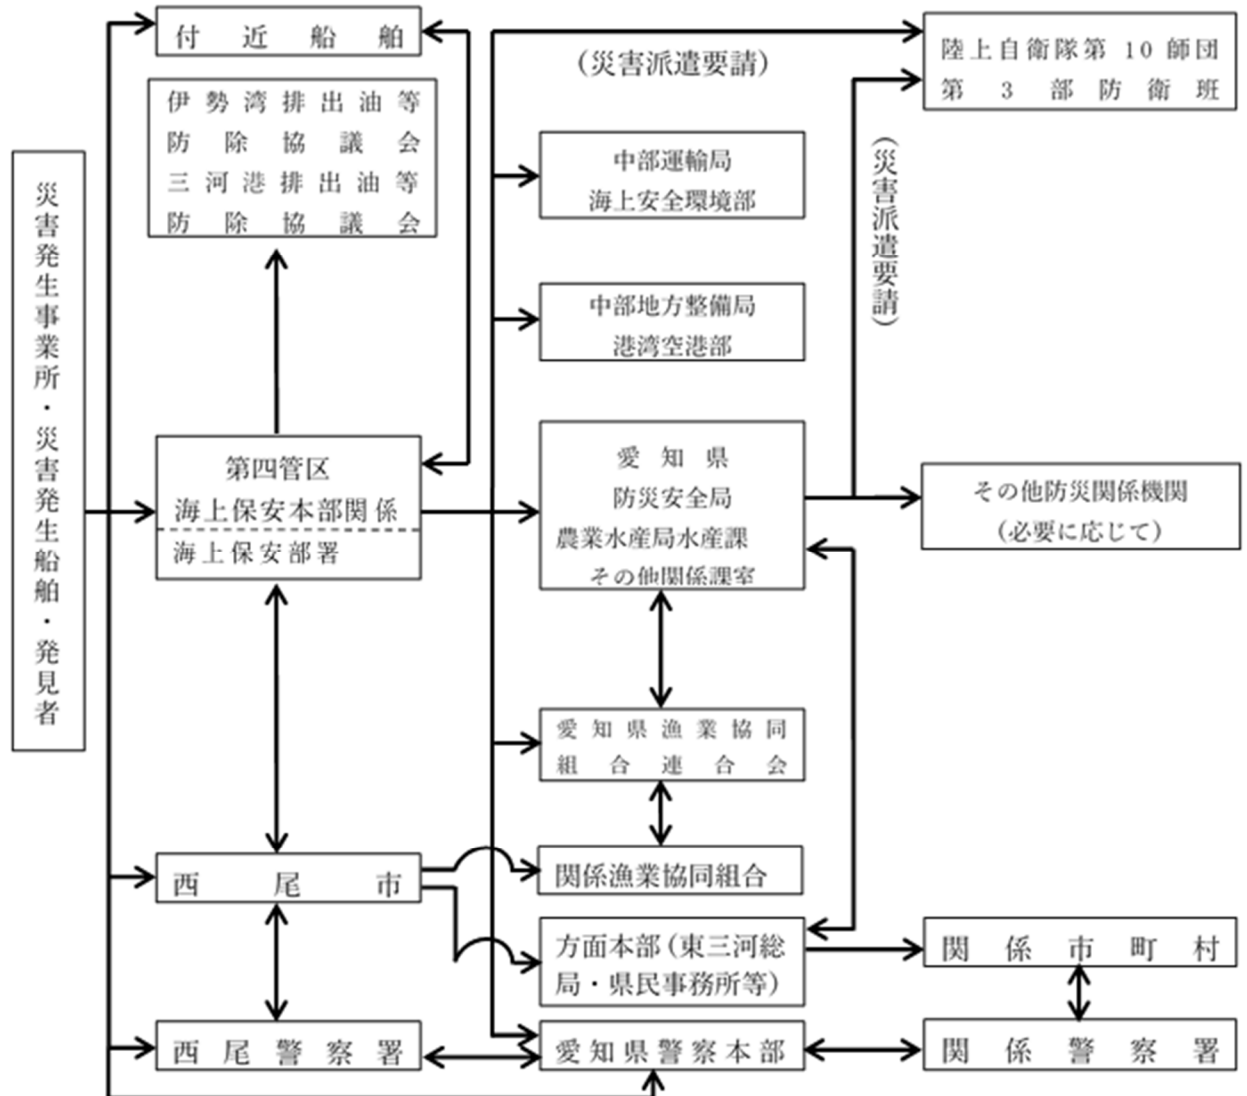 災害発生事業所・災害発生船舶・発見者
付近船舶
伊勢湾排出油等
防除協議会
三河港排出油等
防除協議会
第四管区
海上保安本部関係
海上保安部署
西尾市
西尾警察署
(災害派遣要請)
中部運輸局
海上安全環境部
中部地方整備局
港湾空港部
愛知県
防災安全局
農業水産局水産課
その他関係課室
愛知県漁業協同
組合連合会
関係漁業協同組合
方面本部(東三河総
局・県民事務所等)
愛知県警察本部
陸上自衛隊第10師団
第3部防衛班
(災害派遣要請)
その他防災関係機関
(必要に応じて)
関係市町村
関係警察署